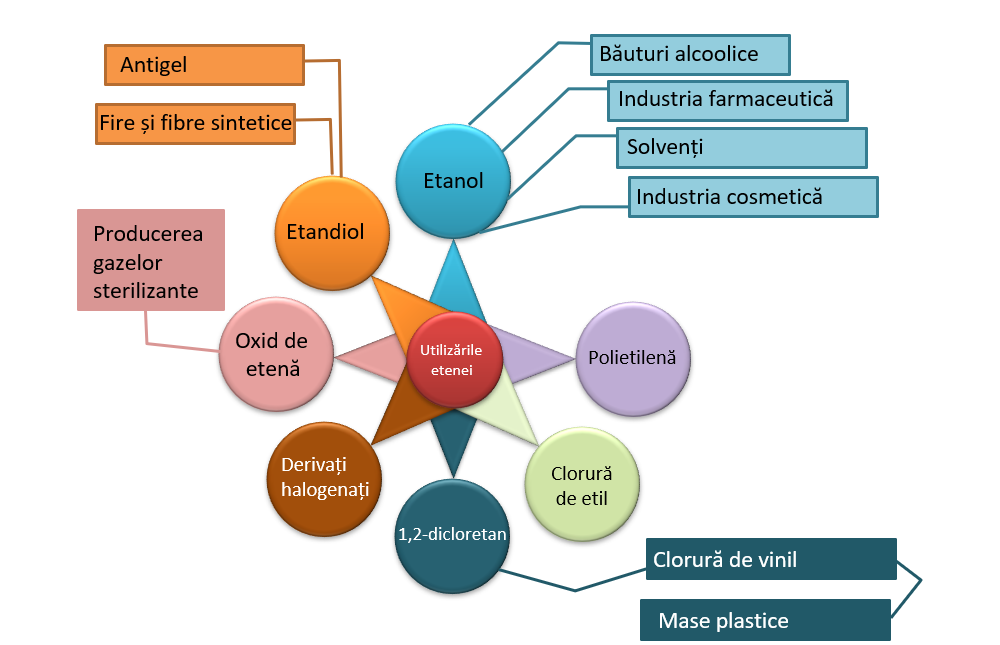 Antigel
Fire și fibre sintetice
Băuturi alcoolice
Industria farmaceutică
Solvenți
Industria cosmetică
Etanol
Etandiol
Producerea
gazelor
sterilizante
Oxid de
etenă
Utilizările
etenei
Polietilenă
Derivați
halogenați
Clorură
de etil
1,2-dicloretan
Clorură de vinil
Mase plastice